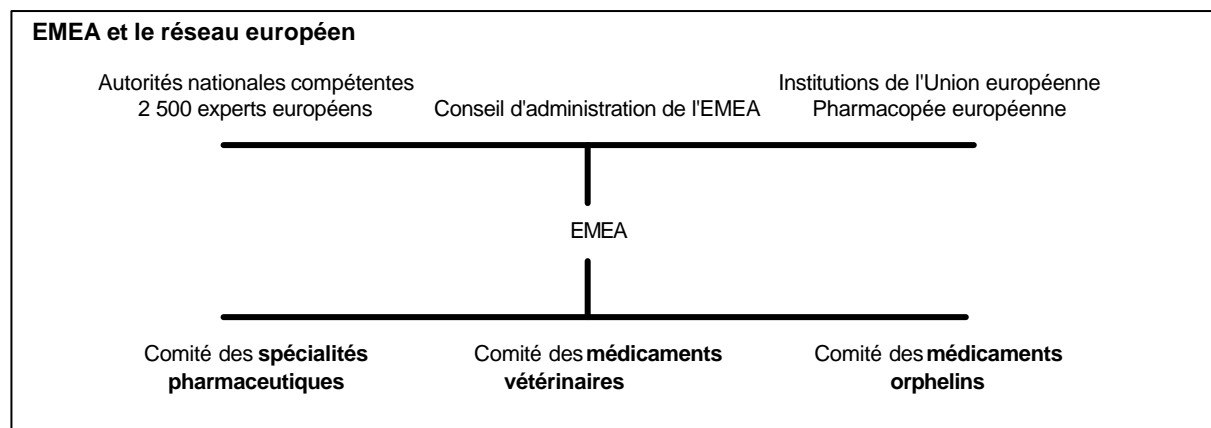 EMEA et le réseau européen
Autorités nationales compétentes
2 500 experts européens
Conseil d'administration de l'EMEA
Institutions de l'Union européenne
Pharmacopée européenne
EMEA
Comité des spécialités
pharmaceutiques
Comité des médicaments
vétérinaires
Comité des médicaments
orphelins